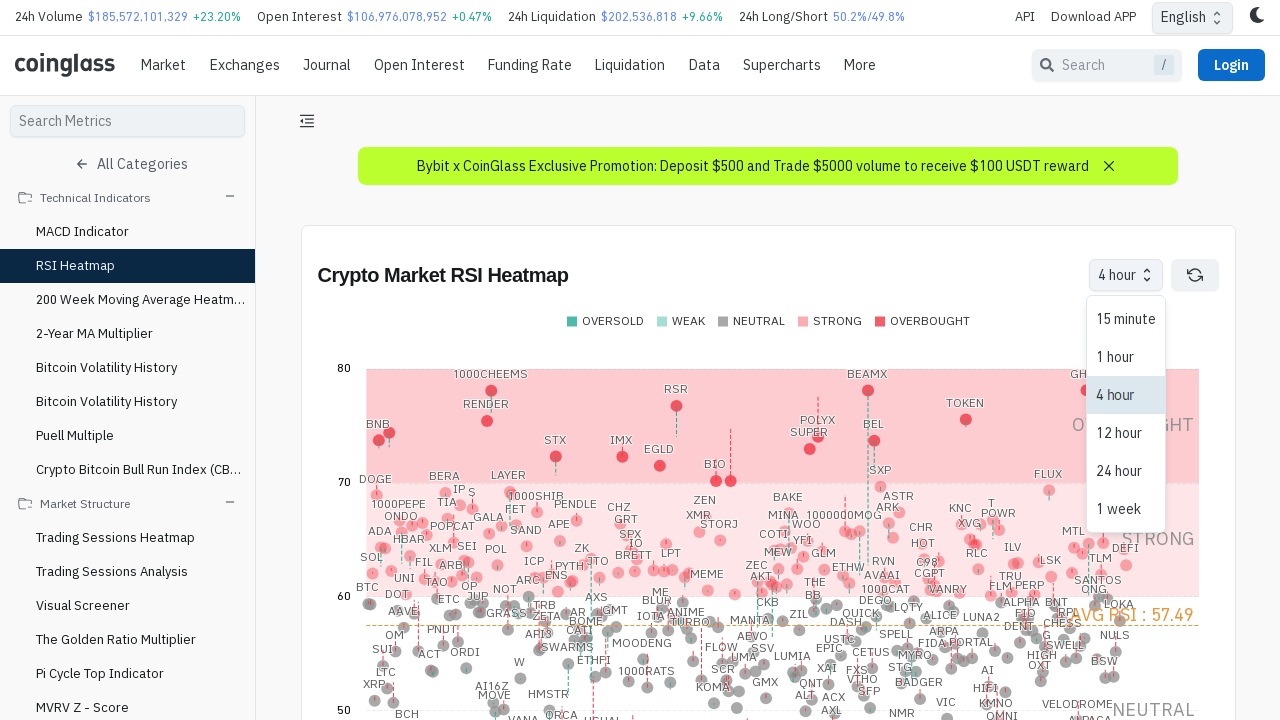 24h Volume $185,572,101,329 +23.20% Open Interest $106,976,078,952 +0.47% 24h Liquidation $202,536,818 +9.66% 24h Long/Short 50.2%/49.8% API Download APP English
coinglass Market Exchanges Journal Open Interest Funding Rate Liquidation Data Supercharts More Search / Login
Search Metrics
All Categories
Technical Indicators
MACD Indicator
RSI Heatmap
200 Week Moving Average Heatm...
2-Year MA Multiplier
Bitcoin Volatility History
Bitcoin Volatility History
Puell Multiple
Crypto Bitcoin Bull Run Index (CB...
Market Structure
Trading Sessions Heatmap
Trading Sessions Analysis
Visual Screener
The Golden Ratio Multiplier
Pi Cycle Top Indicator
MVRV Z - Score
Bybit x CoinGlass Exclusive Promotion: Deposit $500 and Trade $5000 volume to receive $100 USDT reward
Crypto Market RSI Heatmap
4 hour
15 minute
1 hour
4 hour
12 hour
24 hour
1 week
OVERSOLD WEAK NEUTRAL STRONG OVERBOUGHT
80
1000CHEEMS BEAMX
RSR
RENDER TOKEN
BNB POLYX BEL
SUPER
STX IMX
EGLD
BIO SXP
70
DOGE BERA LAYER FLUX
IP S 1000SHIB BAKE ASTR
1000PEPE TIA FET PENDLE CHZ ZEN ARK KNC T
ONDO GALA GRT XMR MINA 1000000MOG POWR
POPCAT APE STORJ WOO CHR XVG
ADA SAND SPX COTI MTL
HBAR IO YFI HOT
XLM SEI POL ZK LPT MEW GLM RLC ILV DEFI
SOL FIL ICP STO BRETT RVN C98 LSK TLM
ARB PYTH ZEC ETHW CGPT
UNI TAO ARC ENS MEME AKT AVAAI TRU SANTOS
BTC OP NOT THE 1000CAT VANRY FLM PERP ONG
DOT ETC JUP AXS ME BB DEGO ALPHA BNT LOKA
60
STRONG
AVG RSI : 57.49
AAVE GRASS TRB AR GMT BLUR CKB LQTY FIO
ZETA IOTA ANIME ZIL QUICK ALICE LUNA2
PNDT BOME TURBO MANTA DASH DENT CHESS
OM API3 CATI AEVO USTC SPELL ARPA G NULS
SUI ACT ORDI SWARMS MOODENG FLOW SSV EPIC CETUS FIDA PORTAL SWELL
W ETHFI UMA LUMIA MYRO HIGH BSW
LTC 1000RATS SCR XAI FXS STG AI OXT
XRP AI16Z GMX QNT VTHO BADGER
MOVE HMSTR KOMA ALT SFP HIFI
ACX VIC KMNO VELODROME
BCH ORCA AXL NMR OMNI
50
NEUTRAL